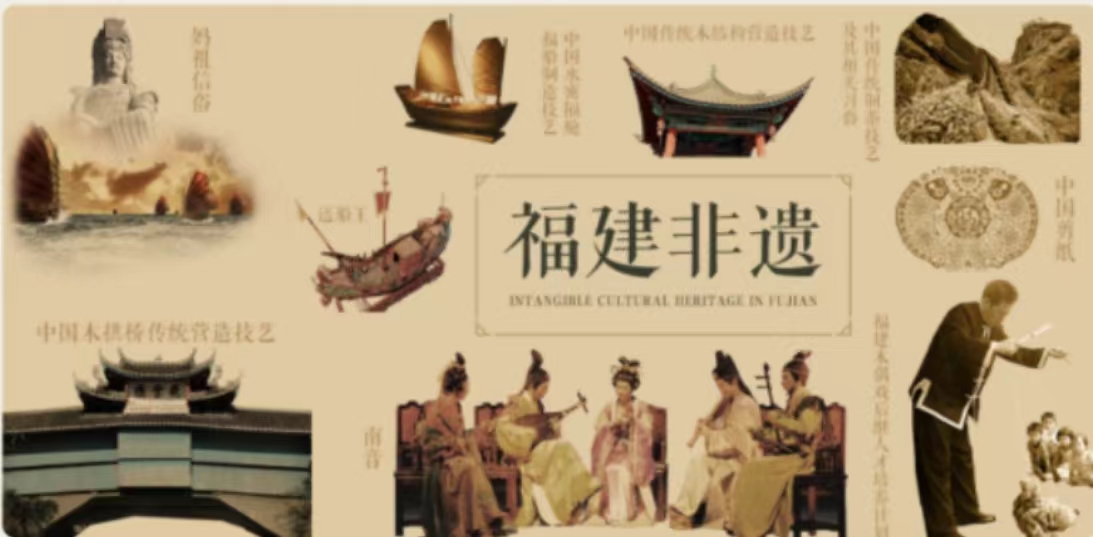 妈祖信俗
中国水密隔舱
福船制造技艺
中国传统木结构营造技艺
中国传统制茶技艺
及其相关习俗
送王船
福建非遗
INTANGIBLE CULTURAL HERITAGE IN FUJIAN
中国剪纸
中国木拱桥传统营造技艺
南音
福建木偶戏后继人才培养计划